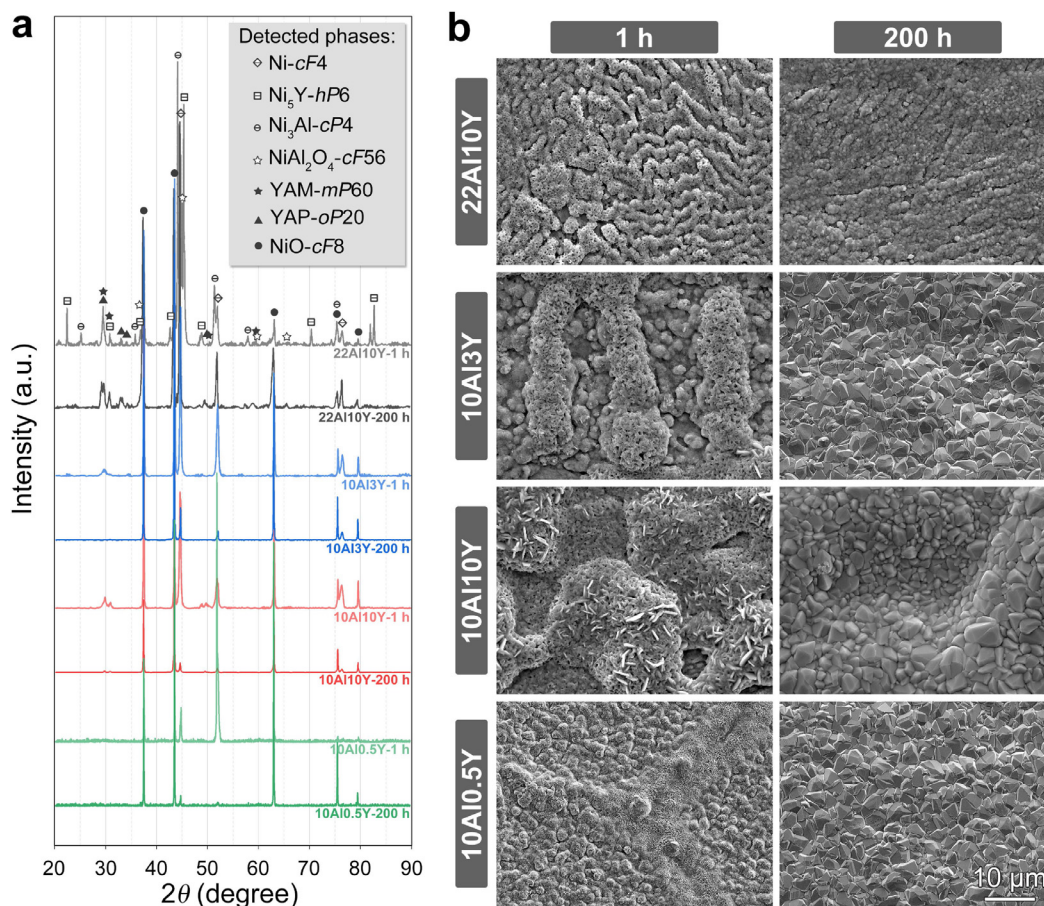 a
Detected phases:
Ni-cF4
Ni₅Y-hP6
Ni₃Al-cP4
NiAl₂O₄-cF56
YAM-mP60
YAP-oP20
NiO-cF8
Intensity (a.u.)
22Al10Y-1 h
22Al10Y-200 h
10Al3Y-1 h
10Al3Y-200 h
10Al10Y-1 h
10Al10Y-200 h
10Al0.5Y-1 h
10Al0.5Y-200 h
20 30 40 50 60 70 80 90
2θ (degree)
b
1 h
200 h
22Al10Y
10Al3Y
10Al10Y
10Al0.5Y
10 µm